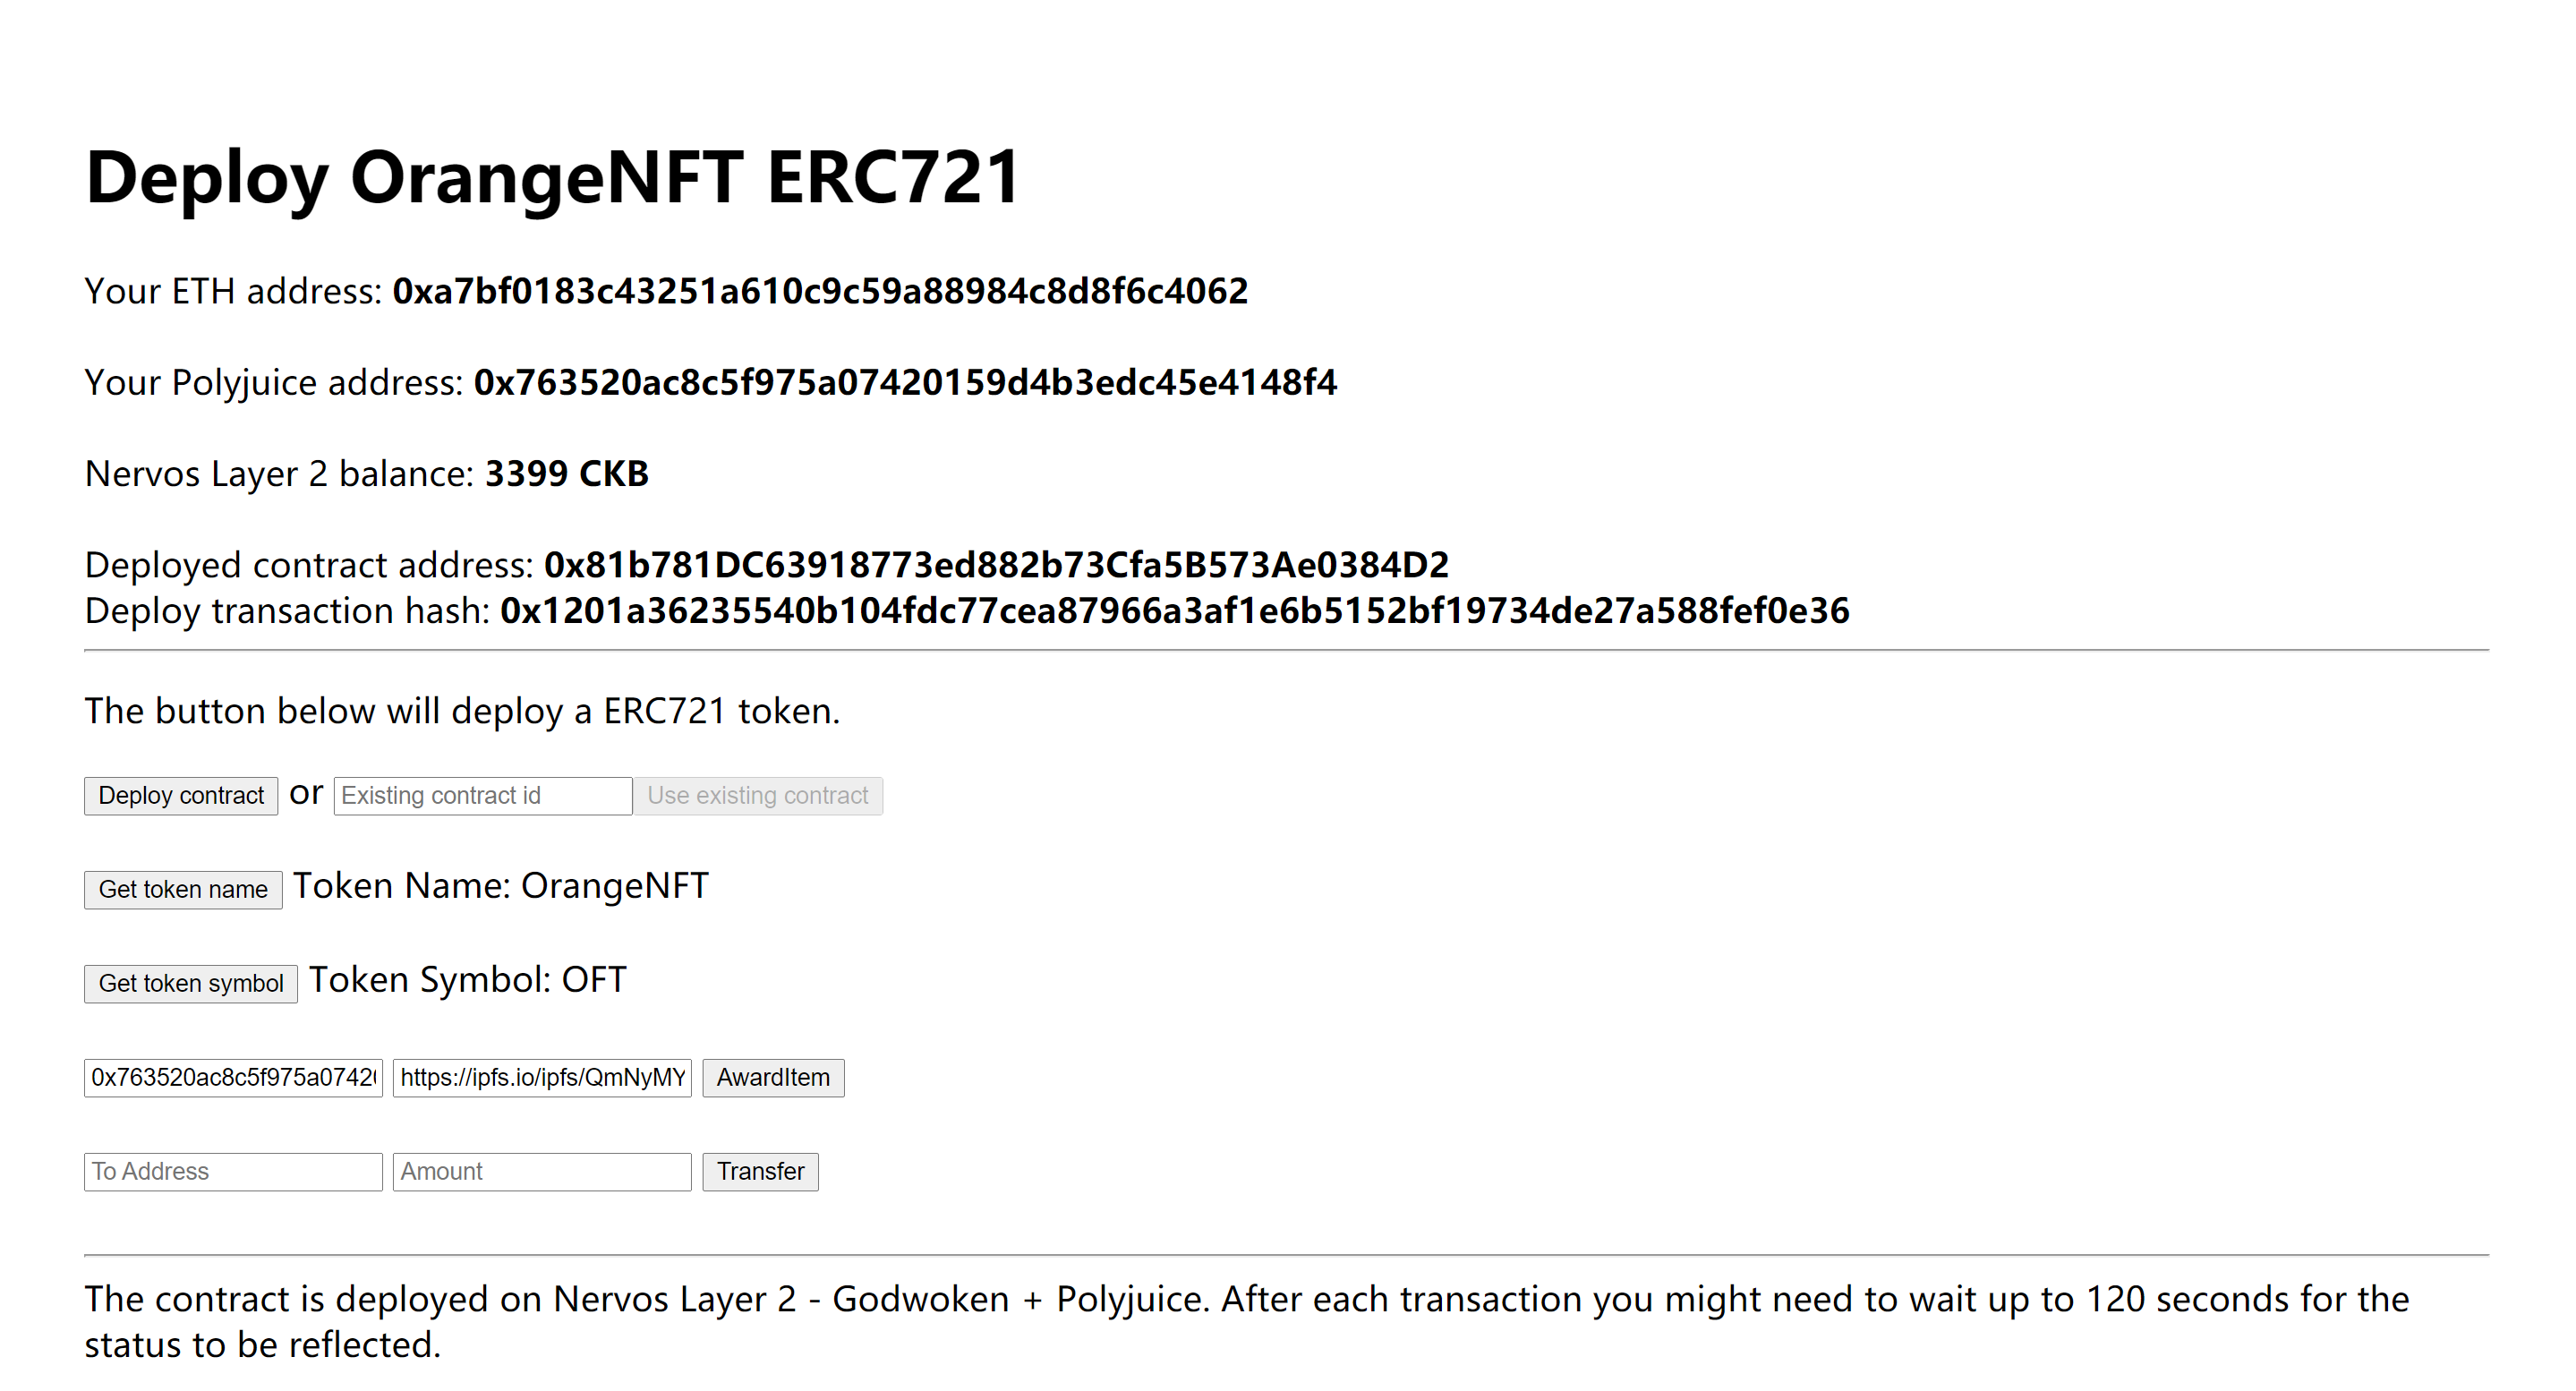 Deploy OrangeNFT ERC721
Your ETH address: 0xa7bf0183c43251a610c9c59a88984c8d8f6c4062
Your Polyjuice address: 0x763520ac8c5f975a07420159d4b3edc45e4148f4
Nervos Layer 2 balance: 3399 CKB
Deployed contract address: 0x81b781DC63918773ed882b73Cfa5B573Ae0384D2
Deploy transaction hash: 0x1201a36235540b104fdc77cea87966a3af1e6b5152bf19734de27a588fef0e36
The button below will deploy a ERC721 token.
Deploy contract or Existing contract id Use existing contract
Get token name Token Name: OrangeNFT
Get token symbol Token Symbol: OFT
0x763520ac8c5f975a0742 https://ipfs.io/ipfs/QmNyMY AwardItem
To Address Amount Transfer
The contract is deployed on Nervos Layer 2 - Godwoken + Polyjuice. After each transaction you might need to wait up to 120 seconds for the
status to be reflected.